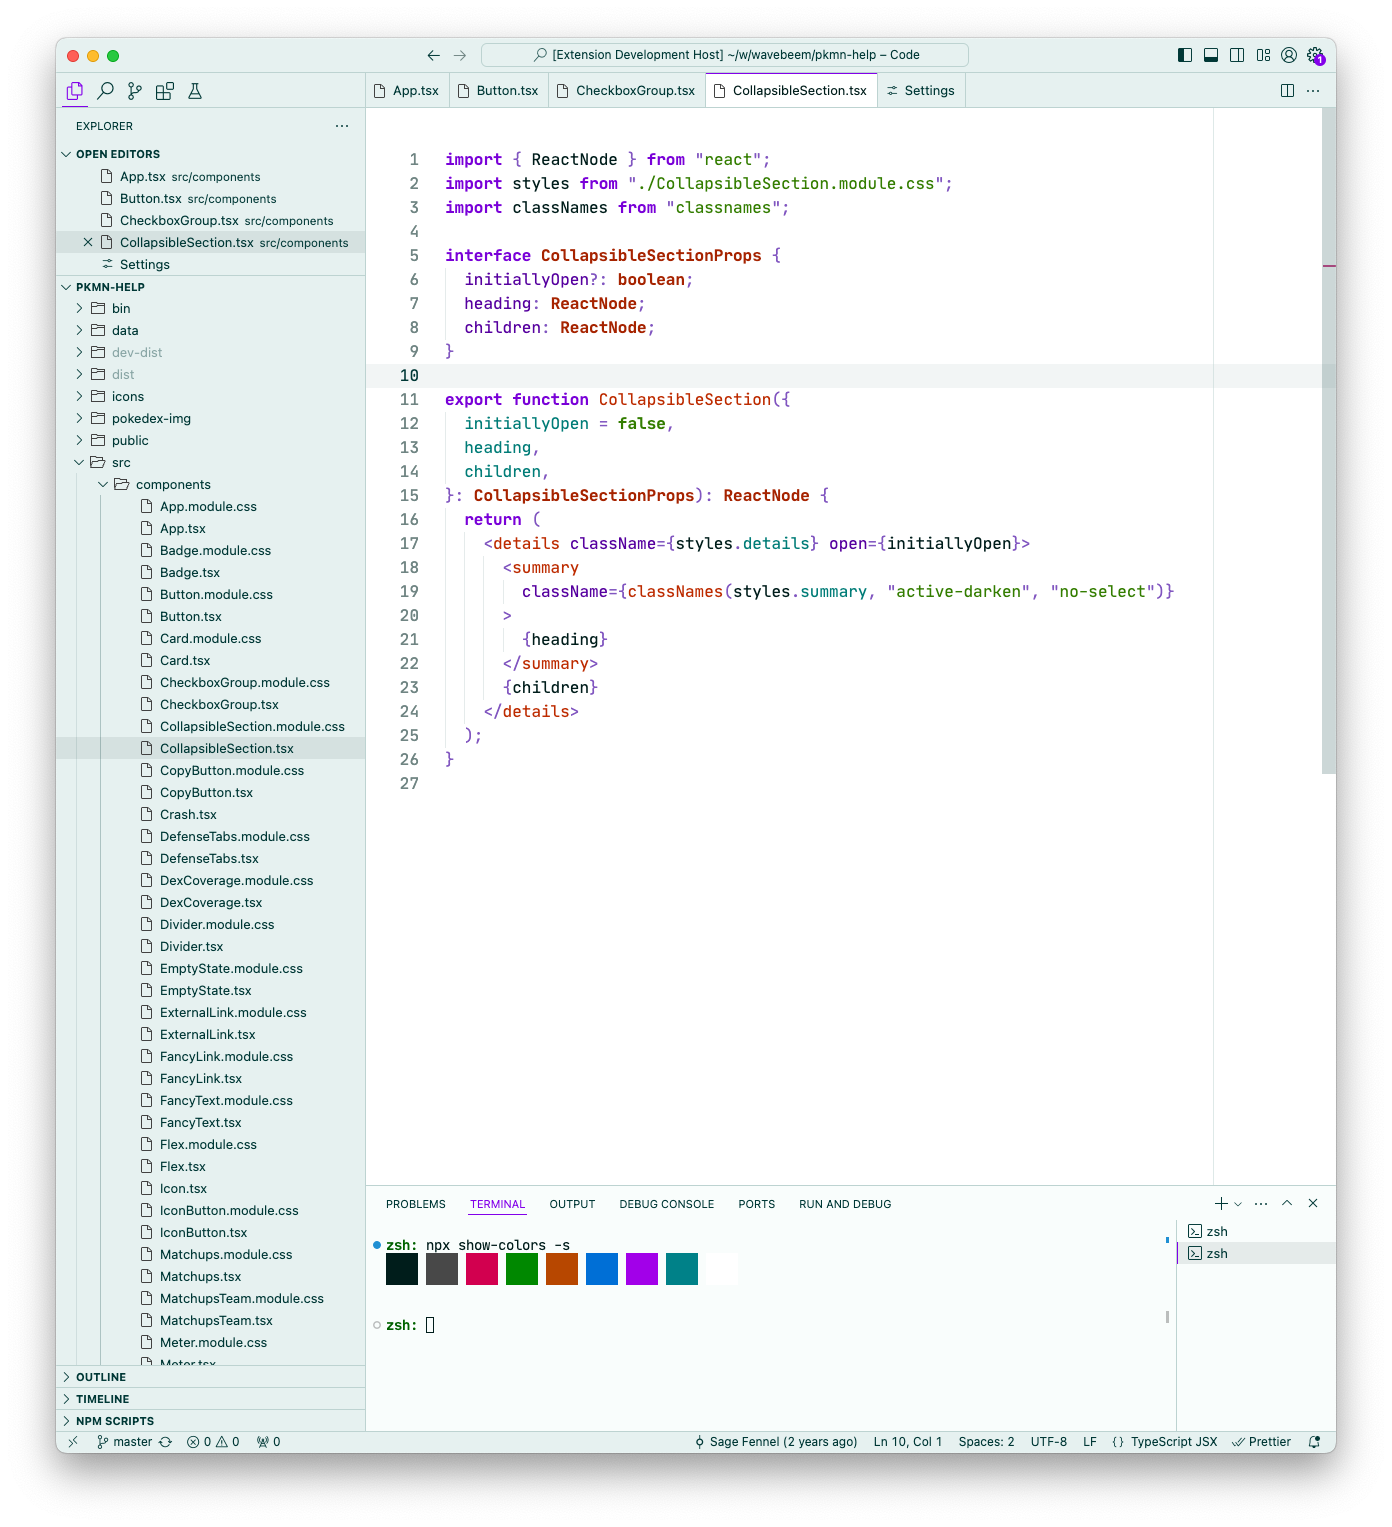 [Extension Development Host] ~/w/wavebeem/pkmn-help – Code
1
App.tsx
Button.tsx
CheckboxGroup.tsx
CollapsibleSection.tsx
Settings
EXPLORER
OPEN EDITORS
App.tsx src/components
Button.tsx src/components
CheckboxGroup.tsx src/components
CollapsibleSection.tsx src/components
Settings
PKMN-HELP
bin
data
dev-dist
dist
icons
pokedex-img
public
src
components
App.module.css
App.tsx
Badge.module.css
Badge.tsx
Button.module.css
Button.tsx
Card.module.css
Card.tsx
CheckboxGroup.module.css
CheckboxGroup.tsx
CollapsibleSection.module.css
CollapsibleSection.tsx
CopyButton.module.css
CopyButton.tsx
Crash.tsx
DefenseTabs.module.css
DefenseTabs.tsx
DexCoverage.module.css
DexCoverage.tsx
Divider.module.css
Divider.tsx
EmptyState.module.css
EmptyState.tsx
ExternalLink.module.css
ExternalLink.tsx
FancyLink.module.css
FancyLink.tsx
FancyText.module.css
FancyText.tsx
Flex.module.css
Flex.tsx
Icon.tsx
IconButton.module.css
IconButton.tsx
Matchups.module.css
Matchups.tsx
MatchupsTeam.module.css
MatchupsTeam.tsx
Meter.module.css
Meter.tsx
OUTLINE
TIMELINE
NPM SCRIPTS
1 import { ReactNode } from "react";
2 import styles from "./CollapsibleSection.module.css";
3 import classNames from "classnames";
4
5 interface CollapsibleSectionProps {
6 initiallyOpen?: boolean;
7 heading: ReactNode;
8 children: ReactNode;
9 }
10
11 export function CollapsibleSection({
12 initiallyOpen = false,
13 heading,
14 children,
15 }: CollapsibleSectionProps): ReactNode {
16 return (
17 <details className={styles.details} open={initiallyOpen}>
18 <summary
19 className={classNames(styles.summary, "active-darken", "no-select")}
20 >
21 {heading}
22 </summary>
23 {children}
24 </details>
25 );
26 }
27
PROBLEMS TERMINAL OUTPUT DEBUG CONSOLE PORTS RUN AND DEBUG
zsh: npx show-colors -s
zsh:
zsh
zsh
master 0 0 0
Sage Fennel (2 years ago) Ln 10, Col 1 Spaces: 2 UTF-8 LF {} TypeScript JSX Prettier